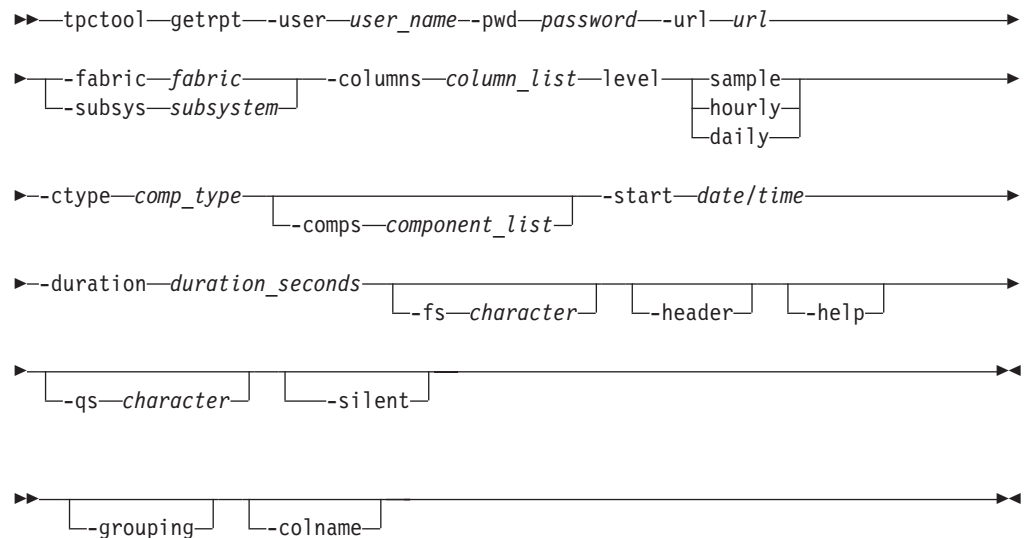 tpctool getrpt -user user_name -pwd password -url url
-fabric fabric -columns column_list level sample
-subsys subsystem hourly
daily
-ctype comp_type -start date/time
-comps component_list
-duration duration_seconds
-fs character -header -help
-qs character -silent
-grouping -colname